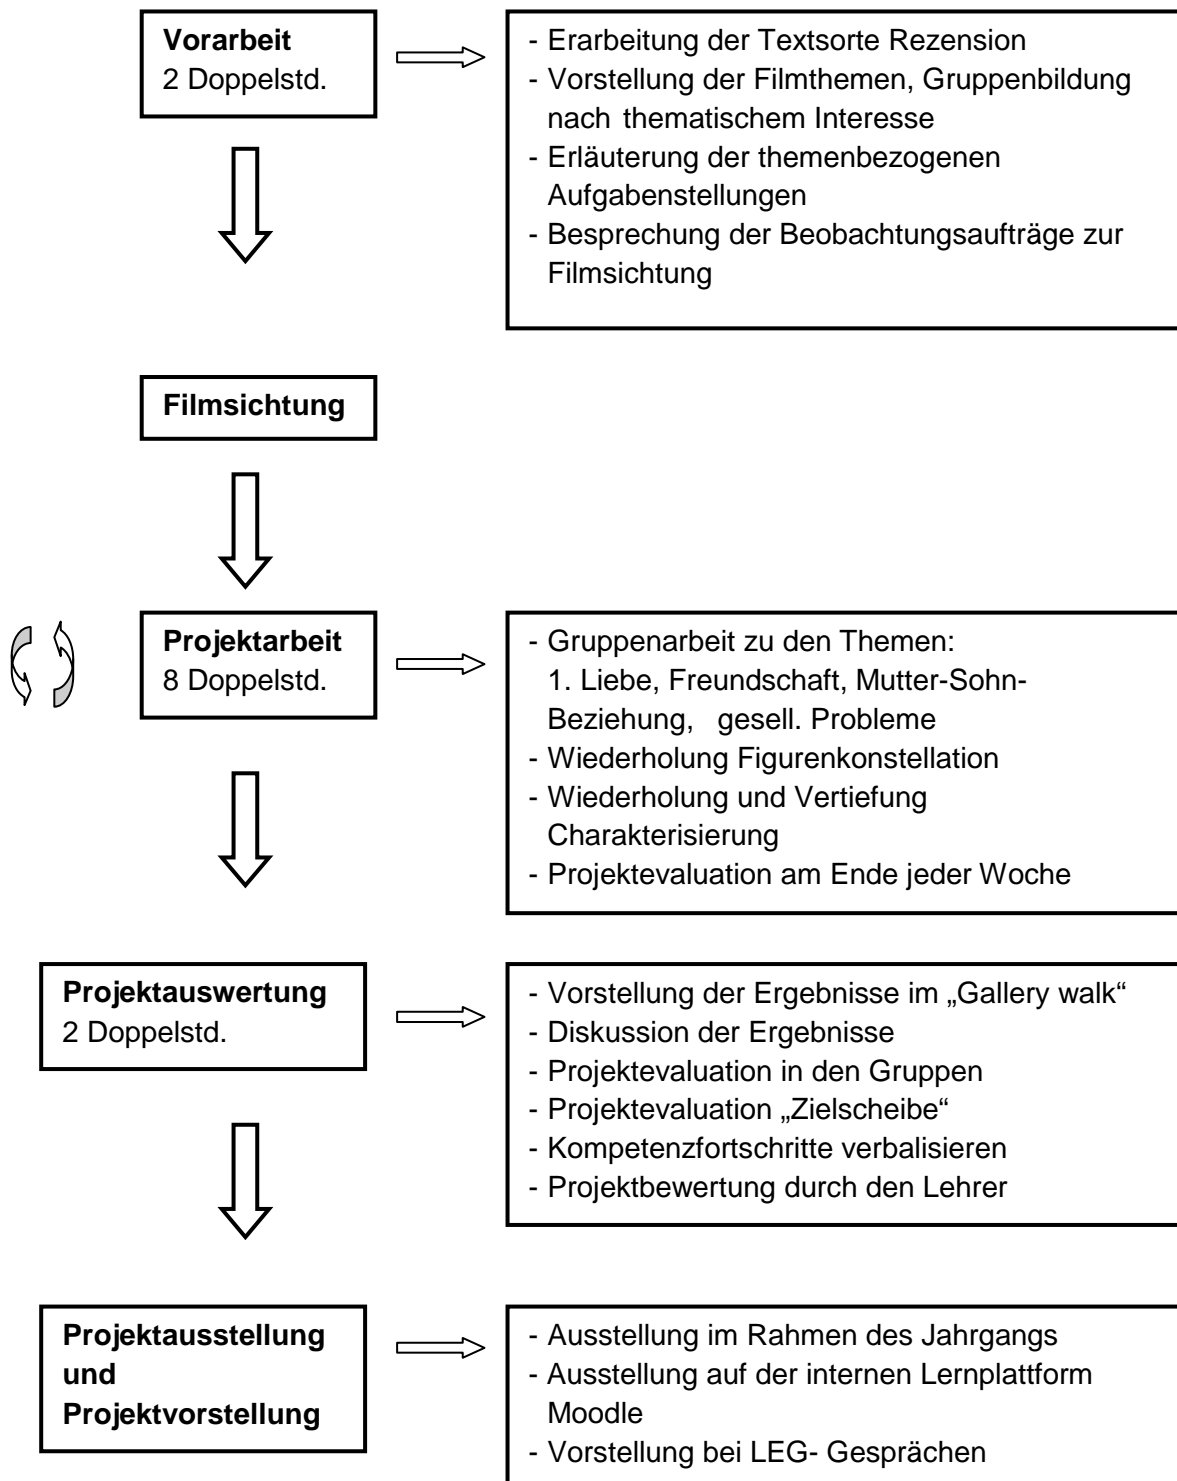 Vorarbeit
2 Doppelstd.
- Erarbeitung der Textsorte Rezension
- Vorstellung der Filmthemen, Gruppenbildung
nach thematischem Interesse
- Erläuterung der themenbezogenen
Aufgabenstellungen
- Besprechung der Beobachtungsaufträge zur
Filmsichtung
Filmsichtung
Projektarbeit
8 Doppelstd.
- Gruppenarbeit zu den Themen:
1. Liebe, Freundschaft, Mutter-Sohn-
Beziehung, gesell. Probleme
- Wiederholung Figurenkonstellation
- Wiederholung und Vertiefung
Charakterisierung
- Projektevaluation am Ende jeder Woche
Projektauswertung
2 Doppelstd.
- Vorstellung der Ergebnisse im „Gallery walk“
- Diskussion der Ergebnisse
- Projektevaluation in den Gruppen
- Projektevaluation „Zielscheibe“
- Kompetenzfortschritte verbalisieren
- Projektbewertung durch den Lehrer
Projektausstellung
und
Projektvorstellung
- Ausstellung im Rahmen des Jahrgangs
- Ausstellung auf der internen Lernplattform
Moodle
- Vorstellung bei LEG- Gesprächen